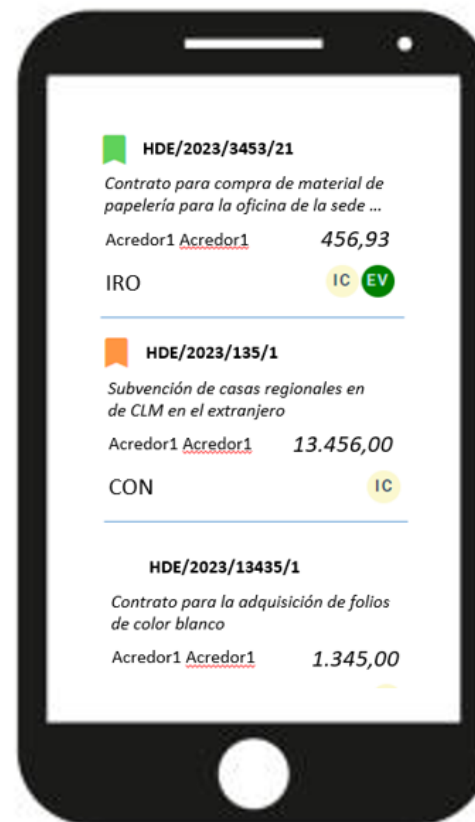 HDE/2023/3453/21
Contrato para compra de material de
papelería para la oficina de la sede ...
Acredor1 Acredor1 456,93
IRO IC EV
HDE/2023/135/1
Subvención de casas regionales en
de CLM en el extranjero
Acredor1 Acredor1 13.456,00
CON IC
HDE/2023/13435/1
Contrato para la adquisición de folios
de color blanco
Acredor1 Acredor1 1.345,00